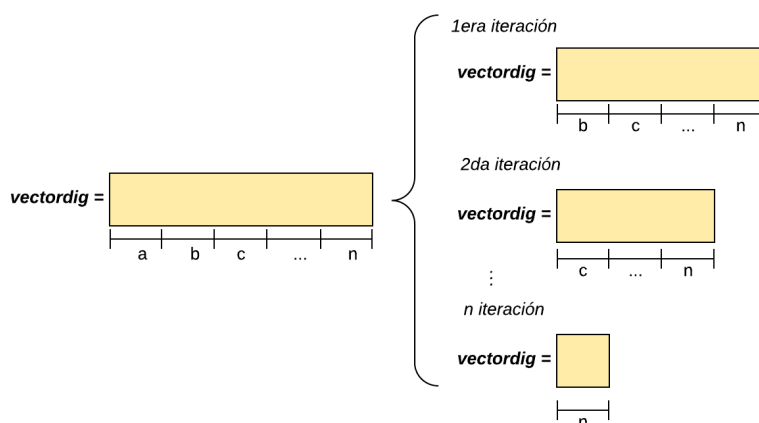 vectordig =
a b c ... n
1era iteración
vectordig =
b c ... n
2da iteración
vectordig =
c ... n
⋮
n iteración
vectordig =
n